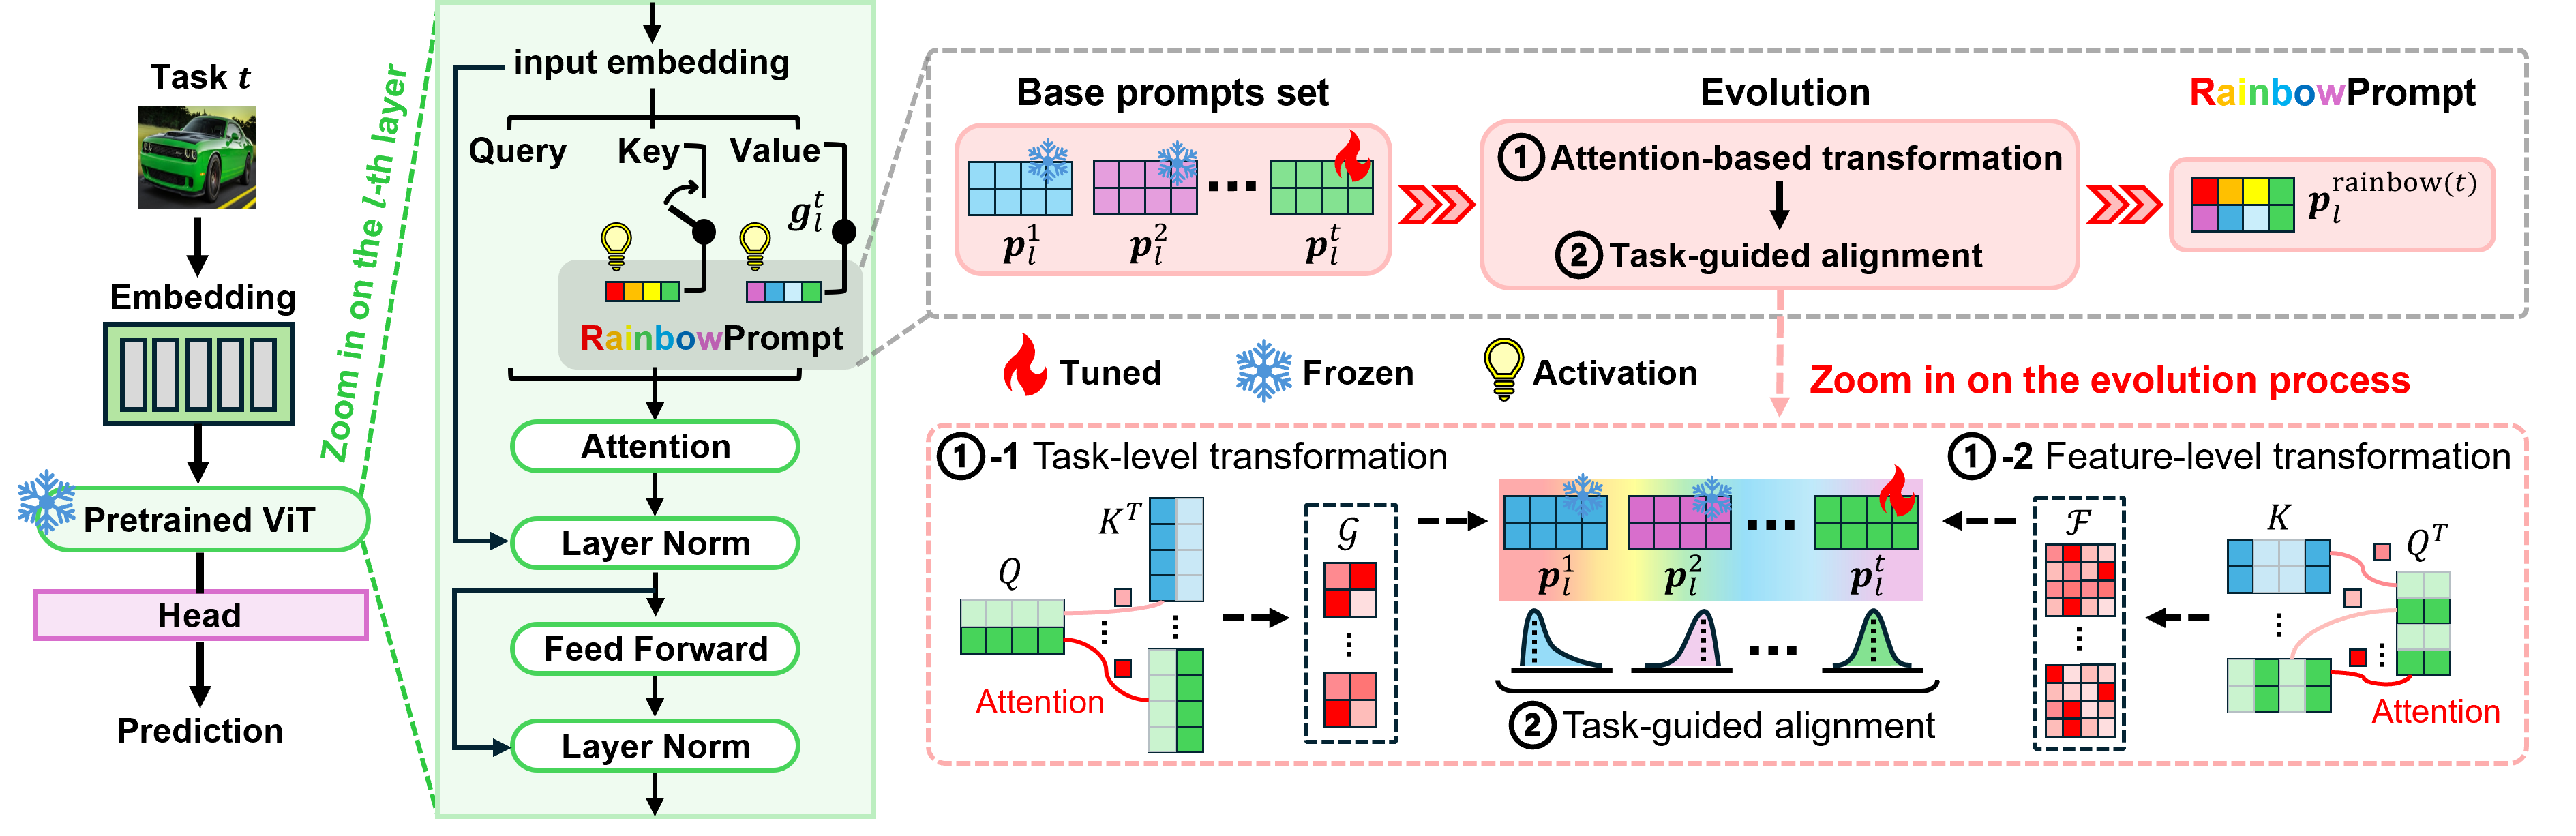 Task t
Embedding
Pretrained ViT
Head
Prediction
Zoom in on the l-th layer
input embedding
Query
Key
Value
g_l^t
RainbowPrompt
Attention
Layer Norm
Feed Forward
Layer Norm
Base prompts set
p_l^1
p_l^2
...
p_l^t
Evolution
① Attention-based transformation
② Task-guided alignment
RainbowPrompt
p_l^{rainbow(t)}
Tuned
Frozen
Activation
Zoom in on the evolution process
①-1 Task-level transformation
Q
K^T
Attention
G
p_l^1
p_l^2
...
p_l^t
...
② Task-guided alignment
①-2 Feature-level transformation
F
K
Q^T
Attention